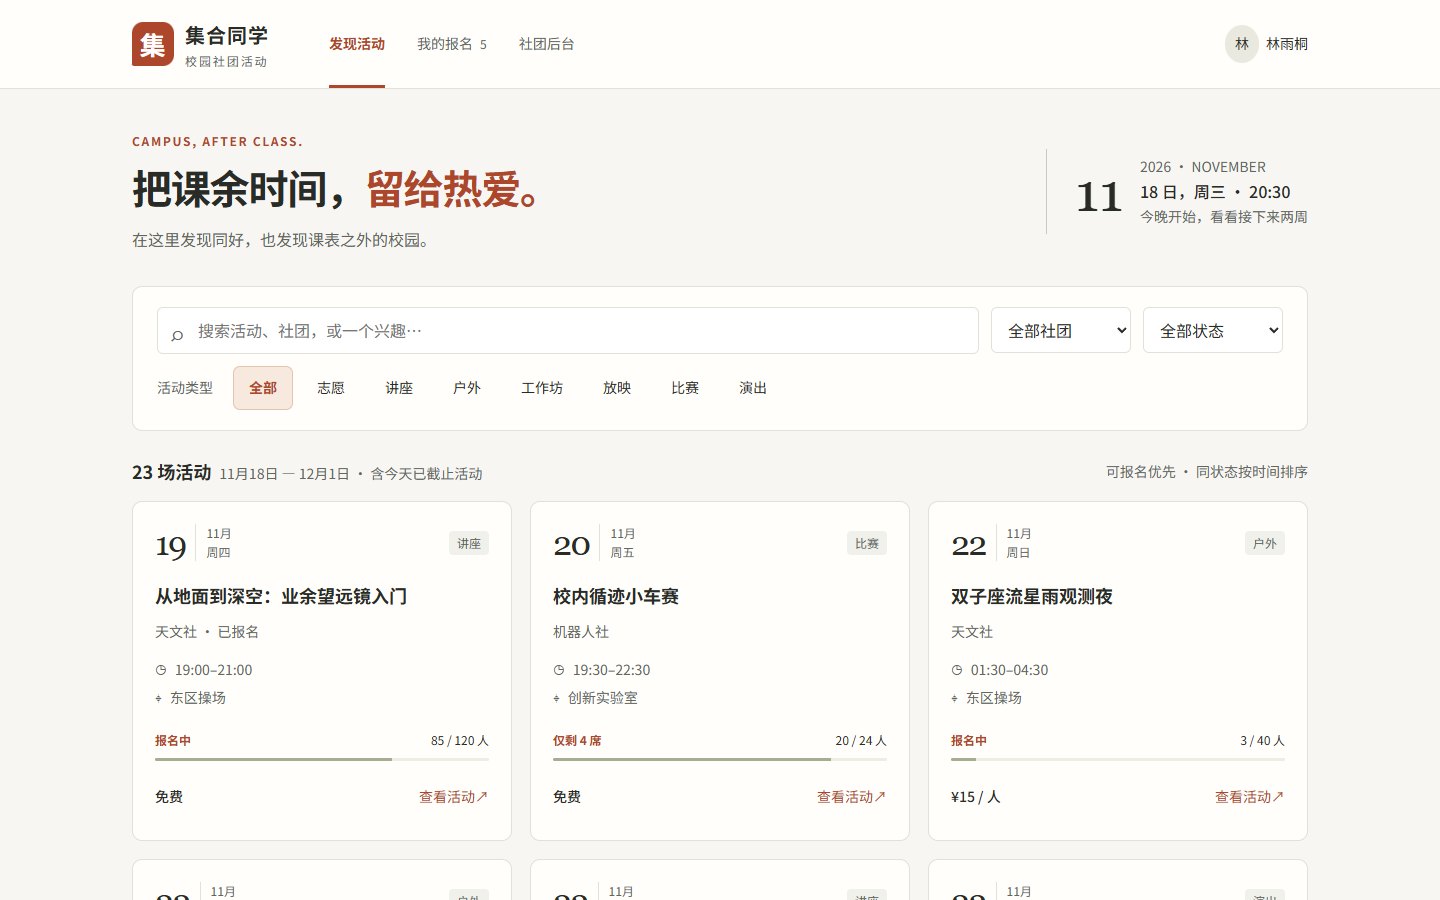 集
集合同学
校园社团活动
发现活动
我的报名 5
社团后台
林
林雨桐
CAMPUS, AFTER CLASS.
把课余时间，留给热爱。
在这里发现同好，也发现课表之外的校园。
11
2026 · NOVEMBER
18 日，周三 · 20:30
今晚开始，看看接下来两周
搜索活动、社团，或一个兴趣…
全部社团
全部状态
活动类型
全部
志愿
讲座
户外
工作坊
放映
比赛
演出
23 场活动 11月18日 — 12月1日 · 含今天已截止活动
可报名优先 · 同状态按时间排序
19
11月
周四
讲座
从地面到深空：业余望远镜入门
天文社 · 已报名
19:00–21:00
东区操场
报名中
85 / 120 人
免费
查看活动↗
20
11月
周五
比赛
校内循迹小车赛
机器人社
19:30–22:30
创新实验室
仅剩 4 席
20 / 24 人
免费
查看活动↗
22
11月
周日
户外
双子座流星雨观测夜
天文社
01:30–04:30
东区操场
报名中
3 / 40 人
¥15 / 人
查看活动↗
11月
11月
11月